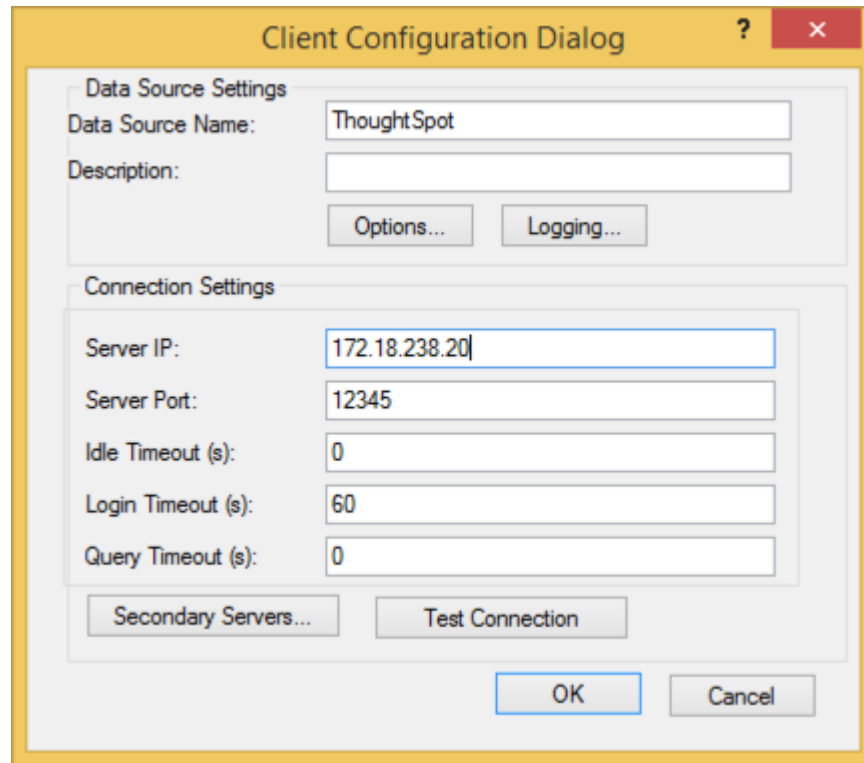 Client Configuration Dialog ? ×
Data Source Settings
Data Source Name: ThoughtSpot
Description:
Options... Logging...
Connection Settings
Server IP: 172.18.238.20
Server Port: 12345
Idle Timeout (s): 0
Login Timeout (s): 60
Query Timeout (s): 0
Secondary Servers... Test Connection
OK Cancel